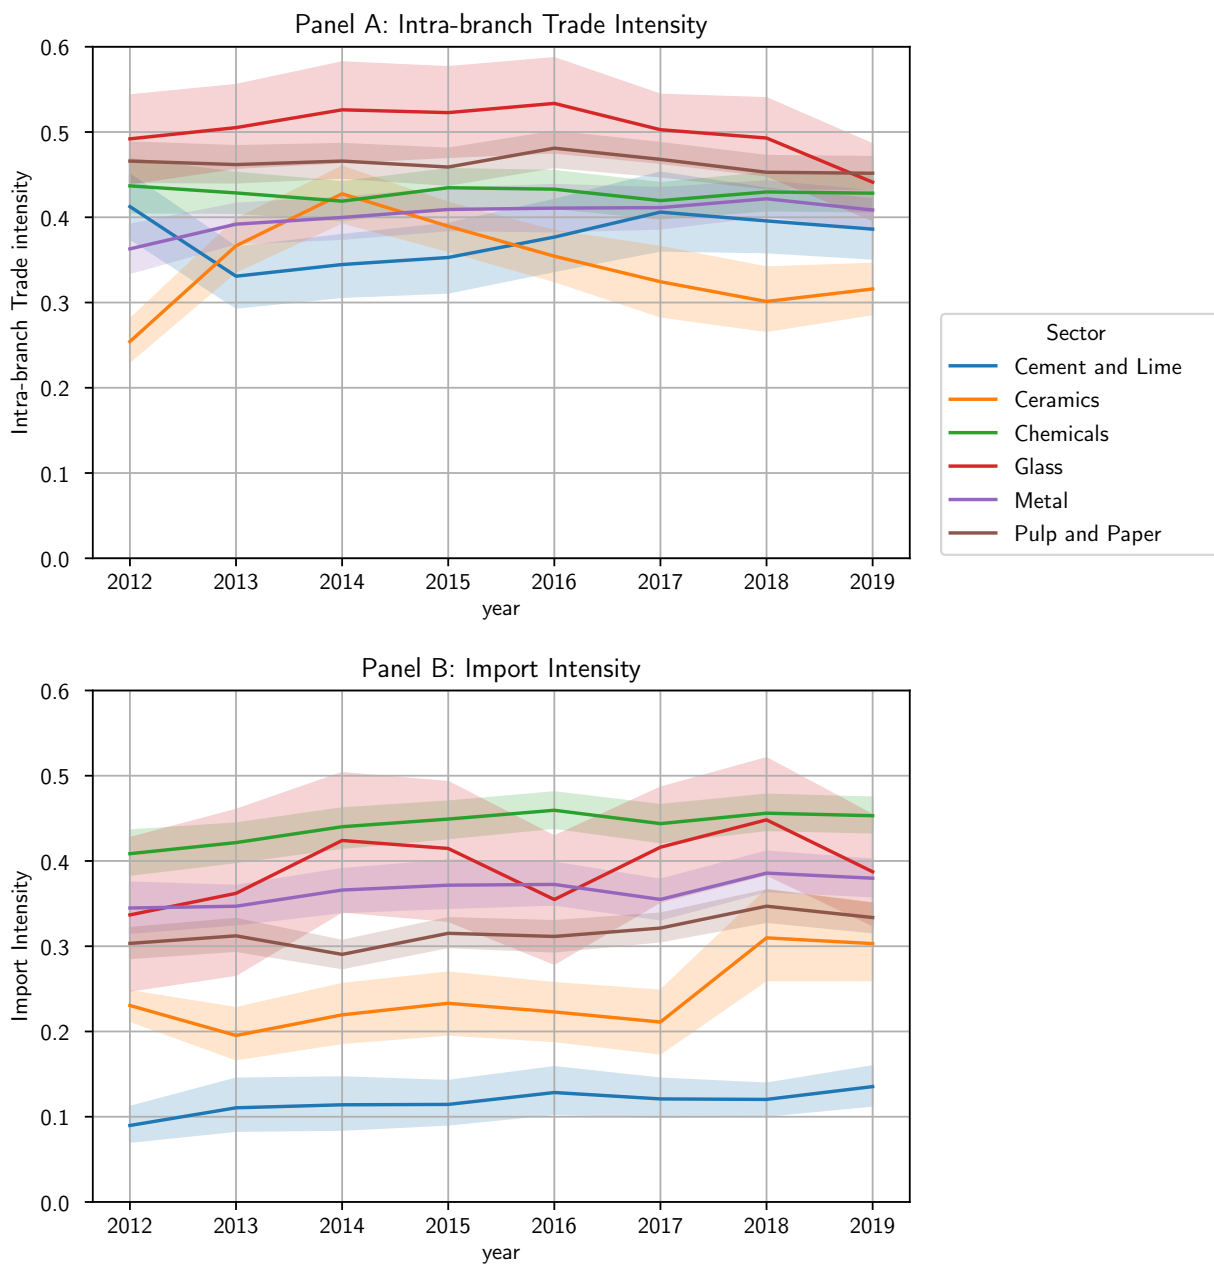 Panel A: Intra-branch Trade Intensity
Intra-branch Trade intensity
0.6
0.5
0.4
0.3
0.2
0.1
0.0
2012 2013 2014 2015 2016 2017 2018 2019
year
Sector
Cement and Lime
Ceramics
Chemicals
Glass
Metal
Pulp and Paper
Panel B: Import Intensity
Import Intensity
0.6
0.5
0.4
0.3
0.2
0.1
0.0
2012 2013 2014 2015 2016 2017 2018 2019
year